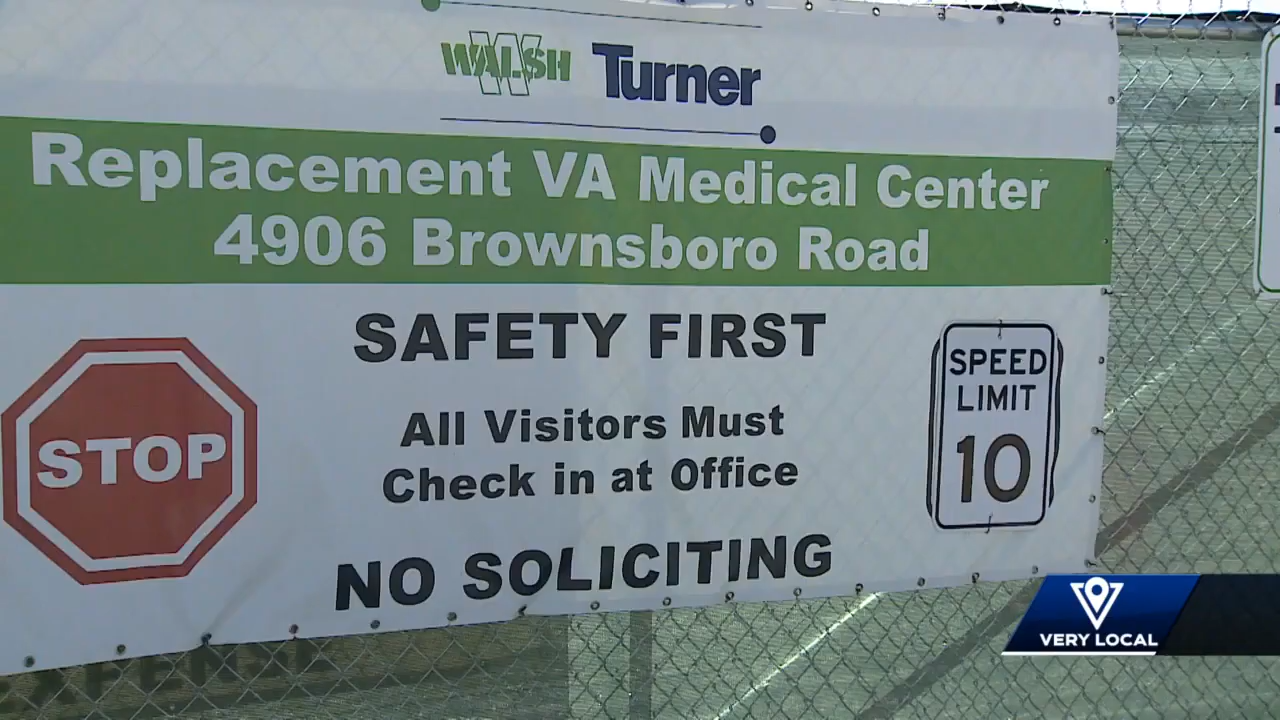 WALSH Turner
Replacement VA Medical Center
4906 Brownsboro Road
SAFETY FIRST
STOP
All Visitors Must
Check in at Office
NO SOLICITING
SPEED
LIMIT
10
VERY LOCAL